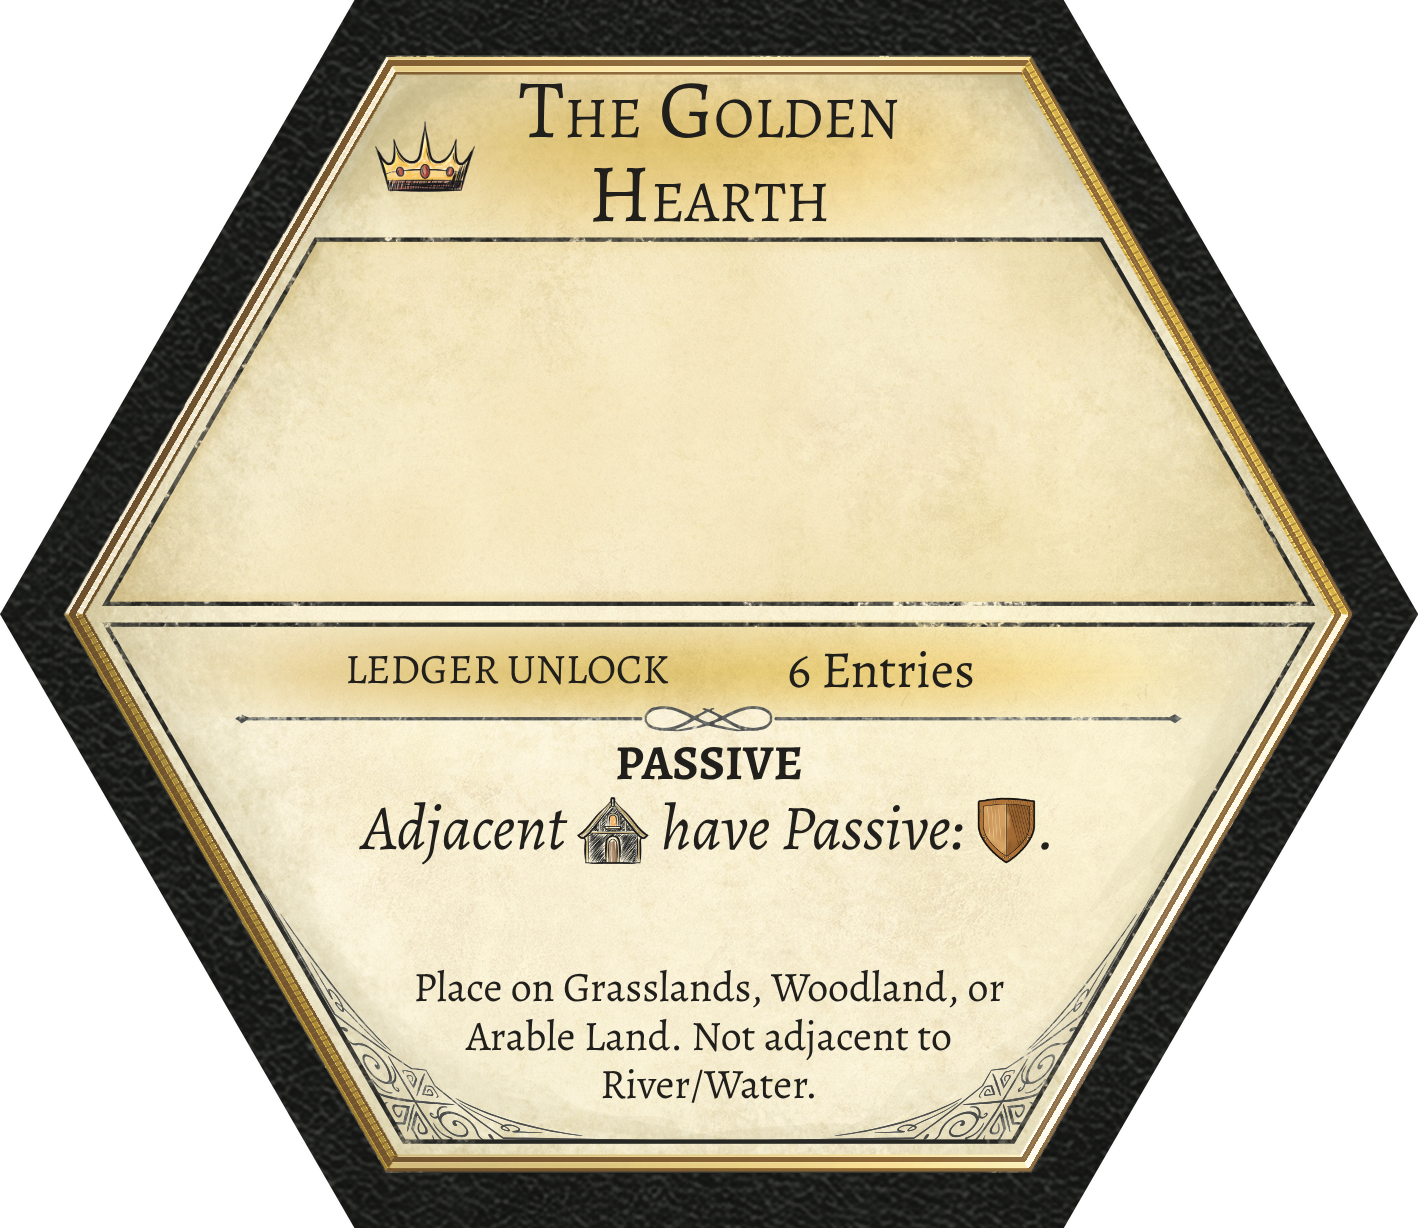 The Golden
Hearth
LEDGER UNLOCK 6 Entries
PASSIVE
Adjacent have Passive: .
Place on Grasslands, Woodland, or
Arable Land. Not adjacent to
River/Water.